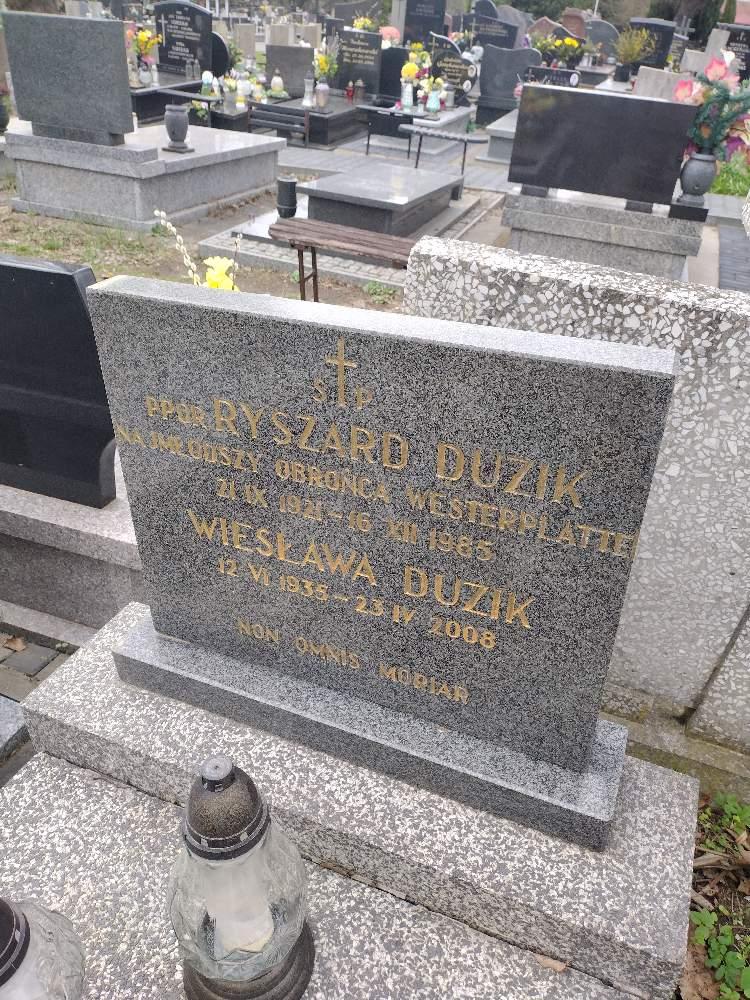 Ś P
PPOR RYSZARD DUZIK
NAJMŁODSZY OBROŃCA WESTERPLATTE
21 IX 1921 - 16 XII 1985
WIESŁAWA DUZIK
12 VI 1935 - 23 IV 2008
NON OMNIS MORIAR